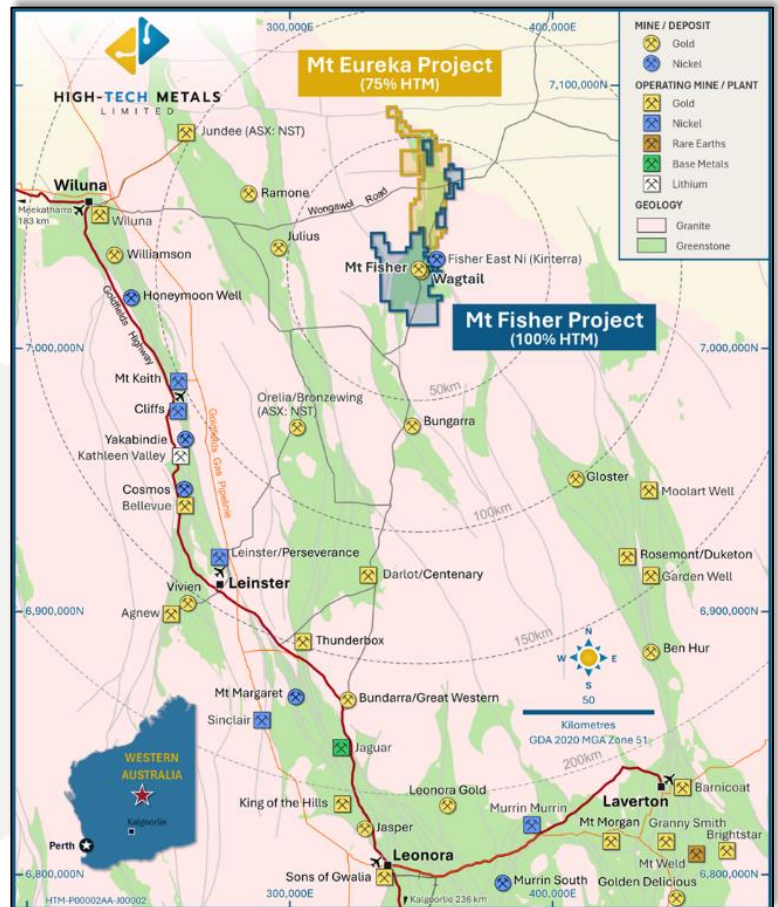 300,000E
400,000E
HIGH-TECH METALS
LIMITED
Mt Eureka Project
(75% HTM)
7,100,000N
MINE / DEPOSIT
Gold
Nickel
OPERATING MINE / PLANT
Gold
Nickel
Rare Earths
Base Metals
Lithium
GEOLOGY
Granite
Greenstone
Jundee (ASX: NST)
Wiluna
Meekatharra
183 km
Wiluna
Ramone
Wongawol Road
Julius
Williamson
Mt Fisher
Fisher East Ni (Kinterra)
Wagtail
Honeymoon Well
Goldfields Highway
Mt Fisher Project
(100% HTM)
7,000,000N
7,000,000N
Mt Keith
Cliffs
50km
Orelia/Bronzewing
(ASX: NST)
Bungarra
Yakabindie
Kathleen Valley
Goldfields Gas Pipeline
Cosmos
Bellevue
Gloster
Moolart Well
100km
Leinster/Perseverance
Leinster
Darlot/Centenary
Rosemont/Duketon
Garden Well
Vivien
Agnew
6,900,000N
6,900,000N
Thunderbox
150km
N
W
E
S
Ben Hur
50
Kilometres
GDA 2020 MGA Zone 51
Mt Margaret
Bundarra/Great Western
Sinclair
Jaguar
200km
WESTERN
AUSTRALIA
Kalgoorlie
Perth
King of the Hills
Leonora Gold
Laverton
Barnicoat
Jasper
Murrin Murrin
Mt Morgan
Granny Smith
Brightstar
Mt Weld
Leonora
Sons of Gwalia
6,800,000N
6,800,000N
Murrin South
Golden Delicious
HTM-P00002AA-J00002
300,000E
Kalgoorlie 236 km
400,000E